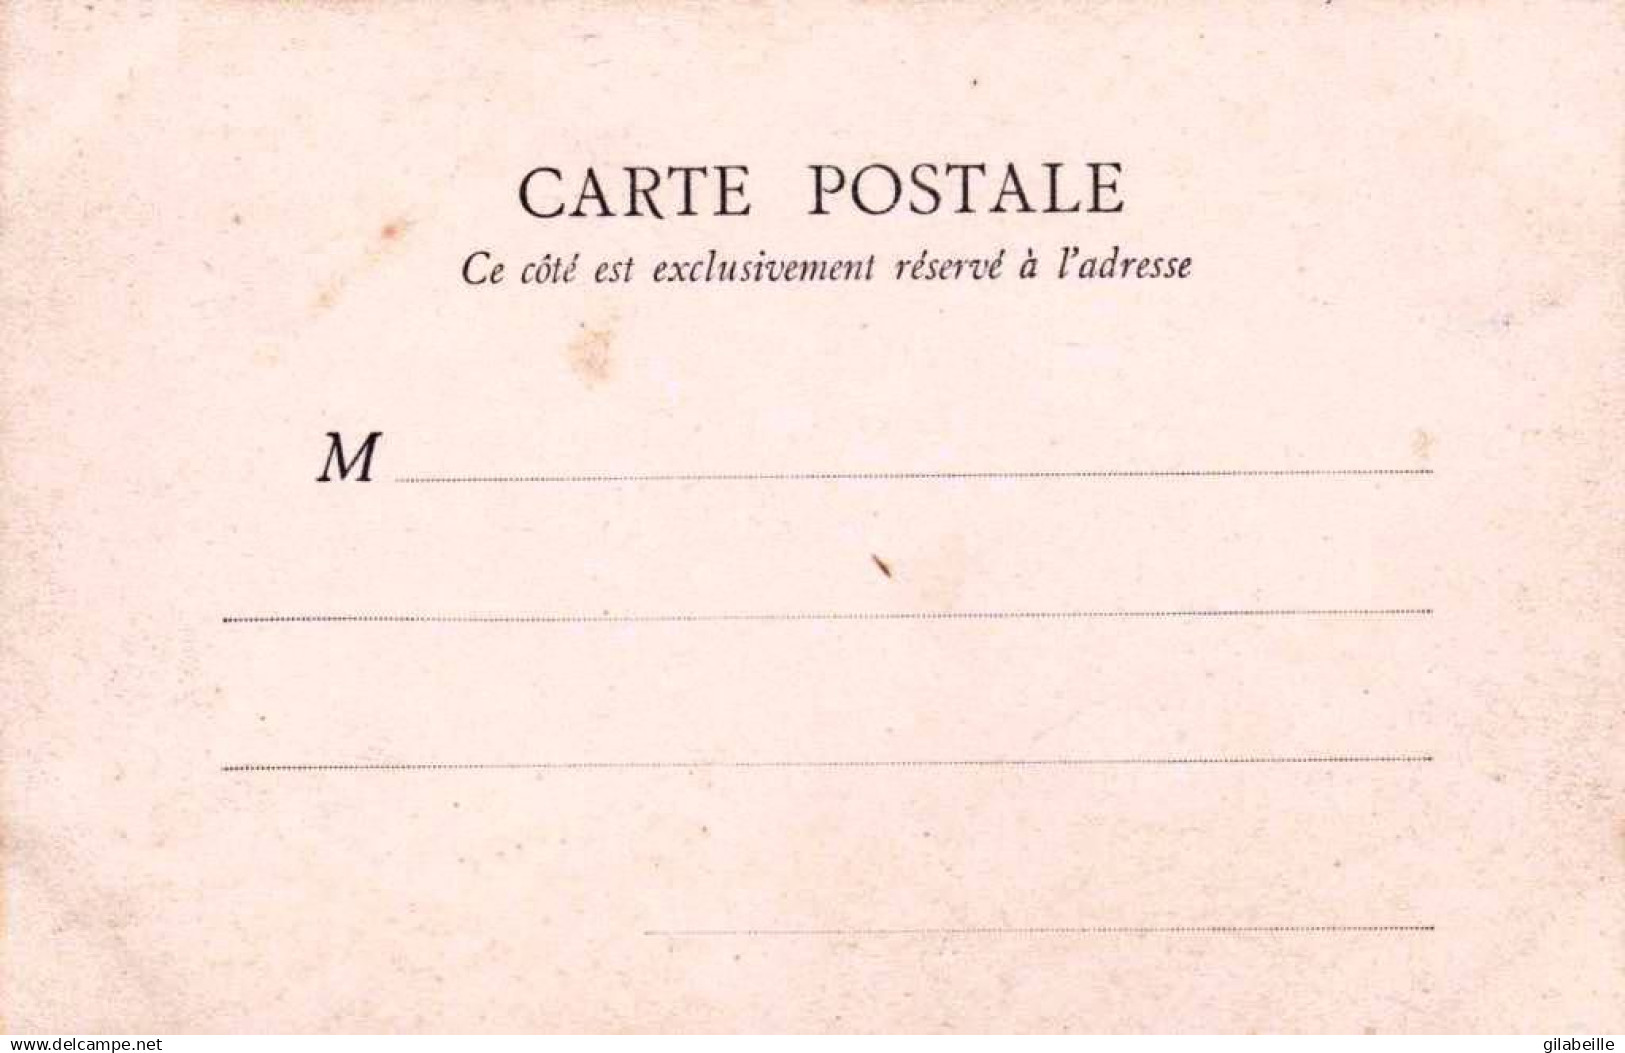 CARTE POSTALE
Ce côté est exclusivement réservé à l'adresse
M
www.delcampe.net
gilabeille